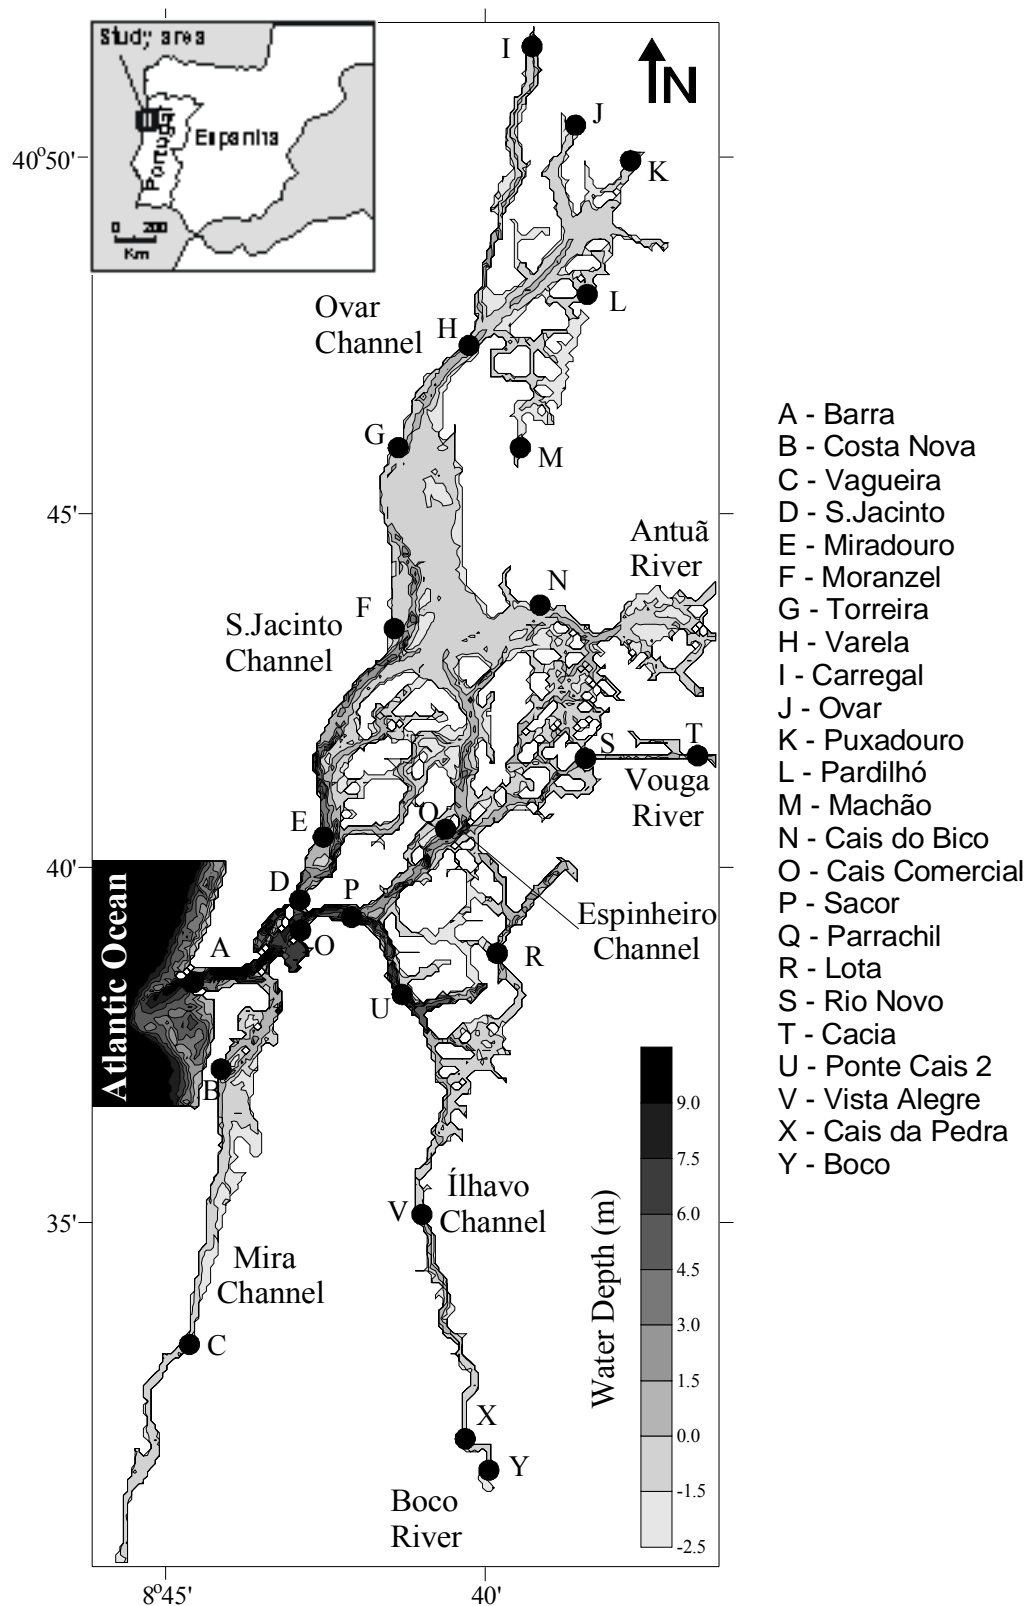 Study area
Portugal
Espanha
0 200
Km
N
I
J
K
40°50'
L
Ovar
Channel
H
G
M
45'
Antuã
River
N
F
S.Jacinto
Channel
S
T
Vouga
River
Q
E
40'
D
P
Espinheiro
Channel
A
O
R
U
Atlantic Ocean
B
Ílhavo
Channel
V
35'
Mira
Channel
C
X
Y
Boco
River
Water Depth (m)
9.0
7.5
6.0
4.5
3.0
1.5
0.0
-1.5
-2.5
8°45'
40'
A - Barra
B - Costa Nova
C - Vagueira
D - S.Jacinto
E - Miradouro
F - Moranzel
G - Torreira
H - Varela
I - Carregal
J - Ovar
K - Puxadouro
L - Pardilhó
M - Machão
N - Cais do Bico
O - Cais Comercial
P - Sacor
Q - Parrachil
R - Lota
S - Rio Novo
T - Cacia
U - Ponte Cais 2
V - Vista Alegre
X - Cais da Pedra
Y - Boco